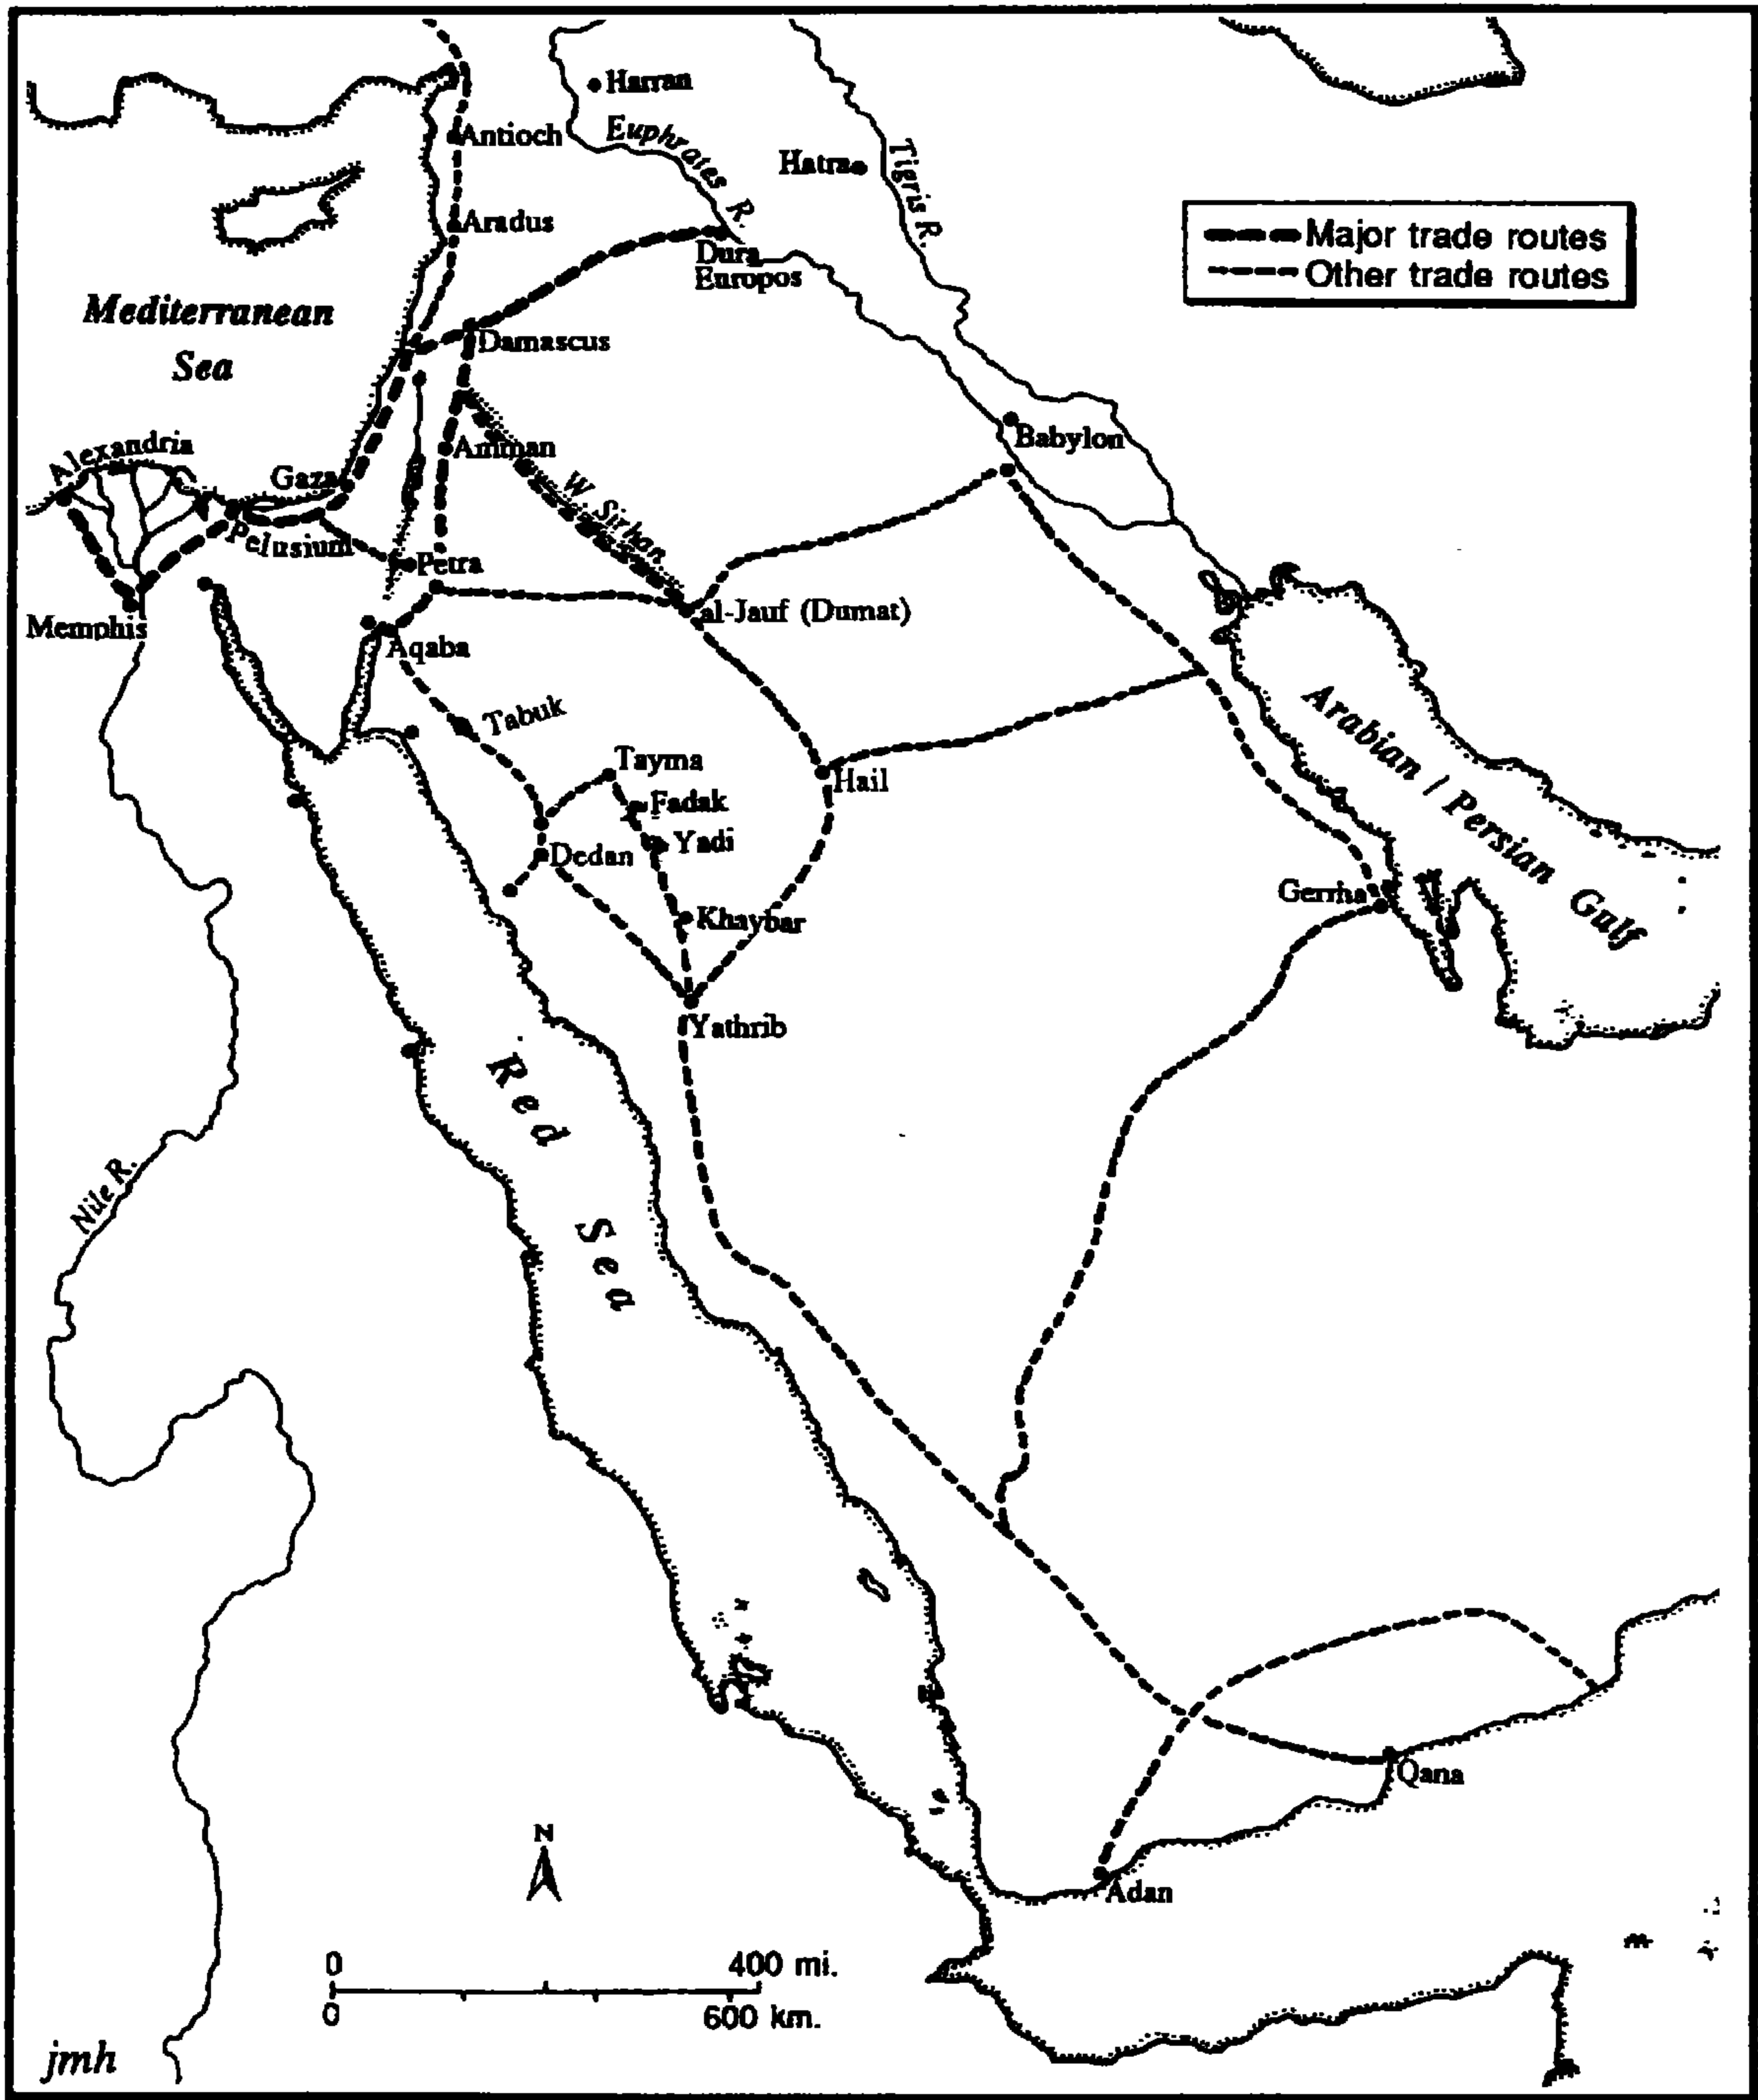 Harran
Antioch
Euphrates R.
Hatra
Tigris R.
Aradus
Major trade routes
Other trade routes
Dura
Europos
Mediterranean
Sea
Damascus
Alexandria
Gaza
Amman
Babylon
W. Sirhan
Pelusium
Petra
al-Jauf (Dumat)
Memphis
Aqaba
Tabuk
Tayma
Hail
Fadak
Yadi
Dedan
Arabian / Persian Gulf
Gerrha
Khaybar
Yathrib
Red Sea
Nile R.
Qana
Adan
N
0 400 mi.
0 600 km.
jmh